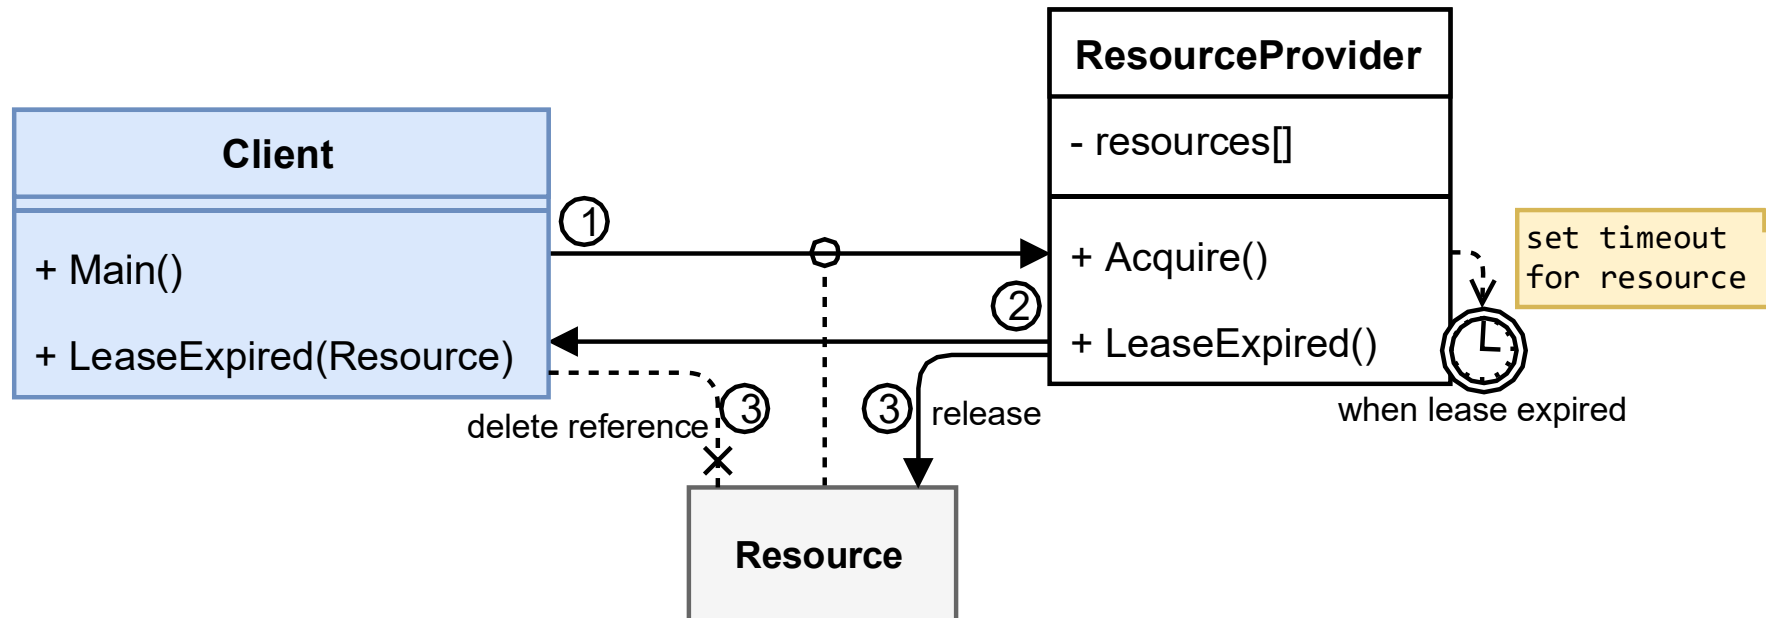 ResourceProvider
- resources[]
+ Acquire()
+ LeaseExpired()
Client
+ Main()
+ LeaseExpired(Resource)
1
2
set timeout
for resource
when lease expired
3
delete reference
3
release
Resource